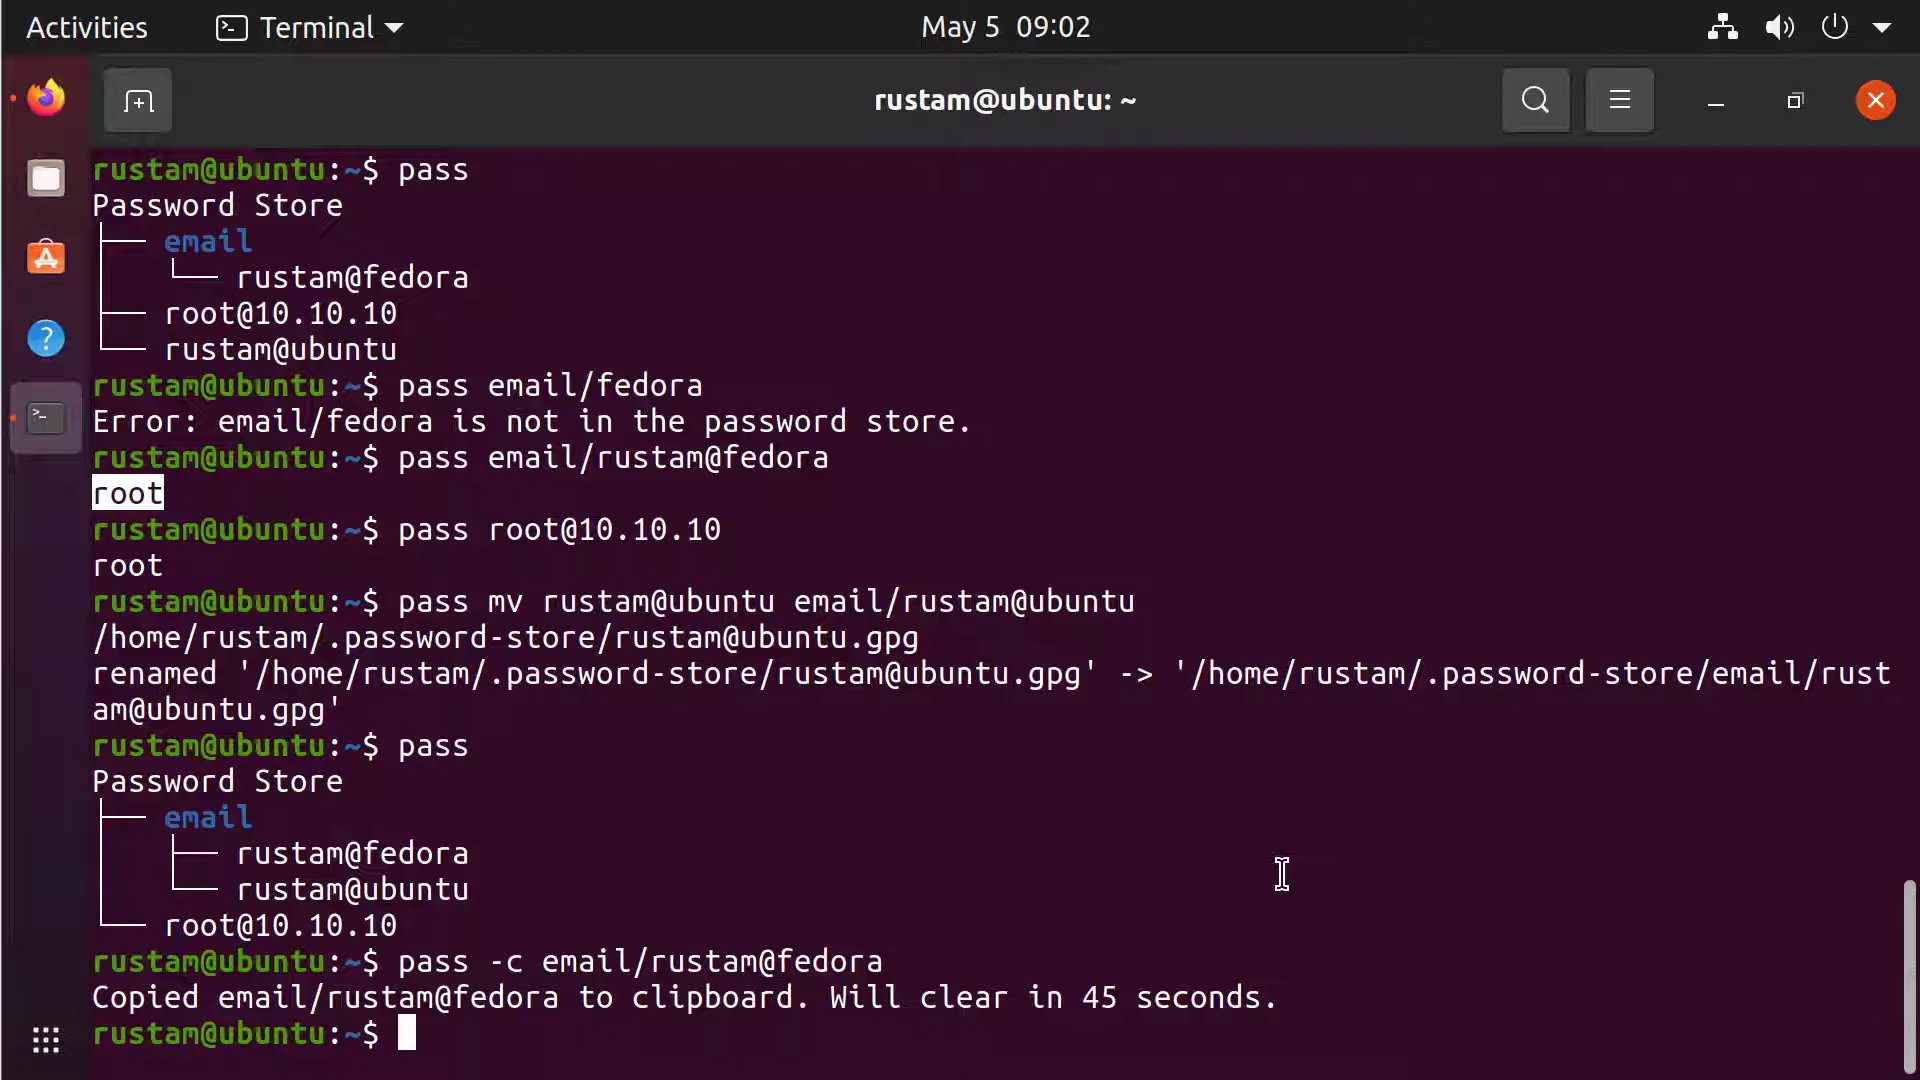 Activities
Terminal
May 5 09:02
rustam@ubuntu: ~
rustam@ubuntu:~$ pass
Password Store
├── email
│   └── rustam@fedora
├── root@10.10.10
└── rustam@ubuntu
rustam@ubuntu:~$ pass email/fedora
Error: email/fedora is not in the password store.
rustam@ubuntu:~$ pass email/rustam@fedora
root
rustam@ubuntu:~$ pass root@10.10.10
root
rustam@ubuntu:~$ pass mv rustam@ubuntu email/rustam@ubuntu
/home/rustam/.password-store/rustam@ubuntu.gpg
renamed '/home/rustam/.password-store/rustam@ubuntu.gpg' -> '/home/rustam/.password-store/email/rust
am@ubuntu.gpg'
rustam@ubuntu:~$ pass
Password Store
├── email
│   ├── rustam@fedora
│   └── rustam@ubuntu
└── root@10.10.10
rustam@ubuntu:~$ pass -c email/rustam@fedora
Copied email/rustam@fedora to clipboard. Will clear in 45 seconds.
rustam@ubuntu:~$